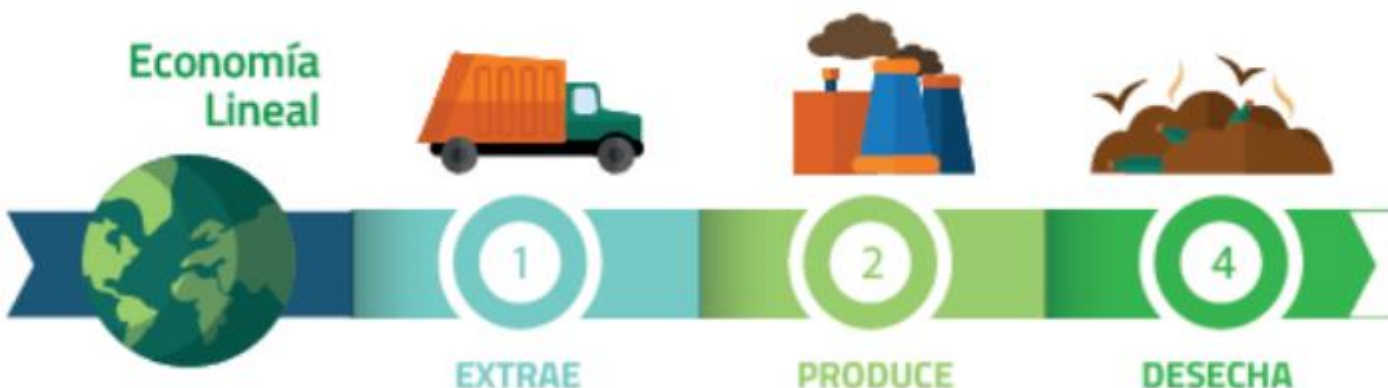 Economía
Lineal
1
2
4
EXTRAE
PRODUCE
DESECHA